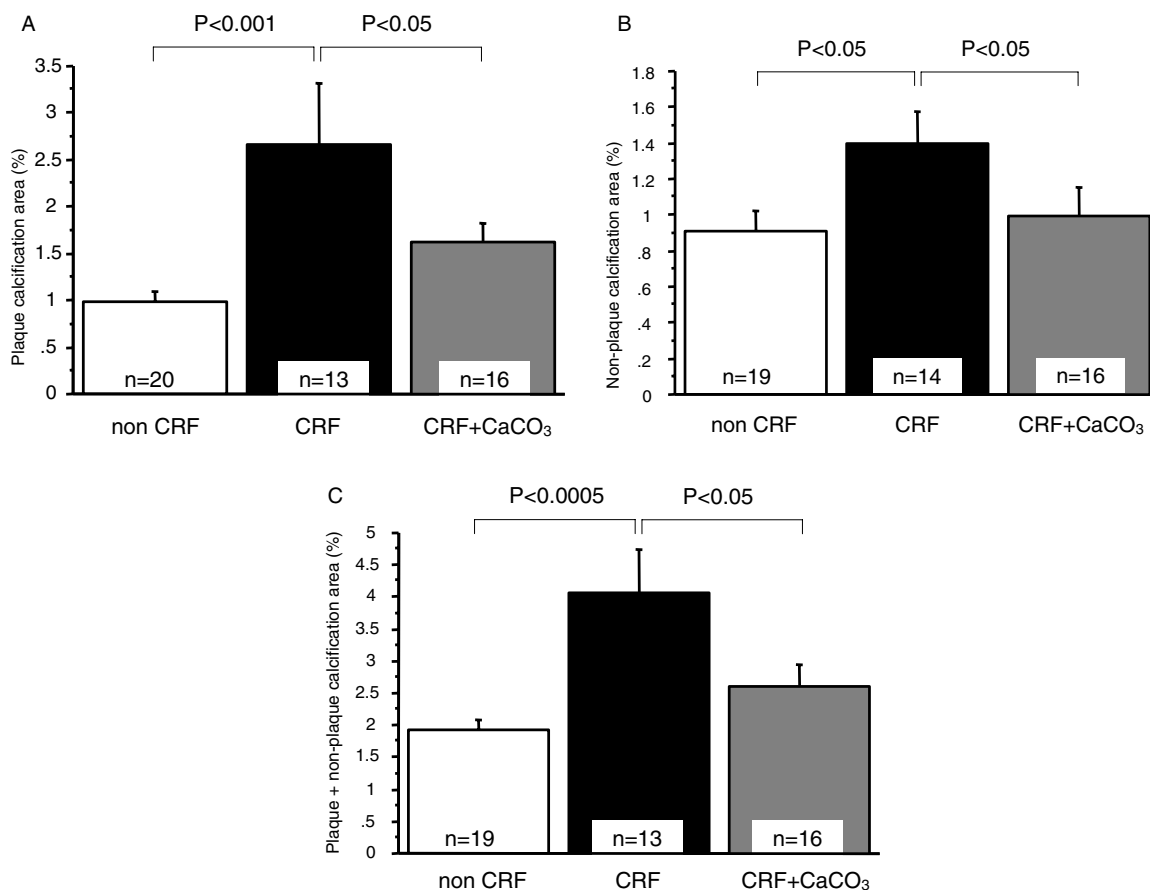 A
P<0.001
P<0.05
Plaque calcification area (%)
3.5
3
2.5
2
1.5
1
.5
0
n=20
n=13
n=16
non CRF
CRF
CRF+CaCO₃
B
P<0.05
P<0.05
Non-plaque calcification area (%)
1.8
1.6
1.4
1.2
1
.8
.6
.4
.2
0
n=19
n=14
n=16
non CRF
CRF
CRF+CaCO₃
C
P<0.0005
P<0.05
Plaque + non-plaque calcification area (%)
5
4.5
4
3.5
3
2.5
2
1.5
1
.5
0
n=19
n=13
n=16
non CRF
CRF
CRF+CaCO₃